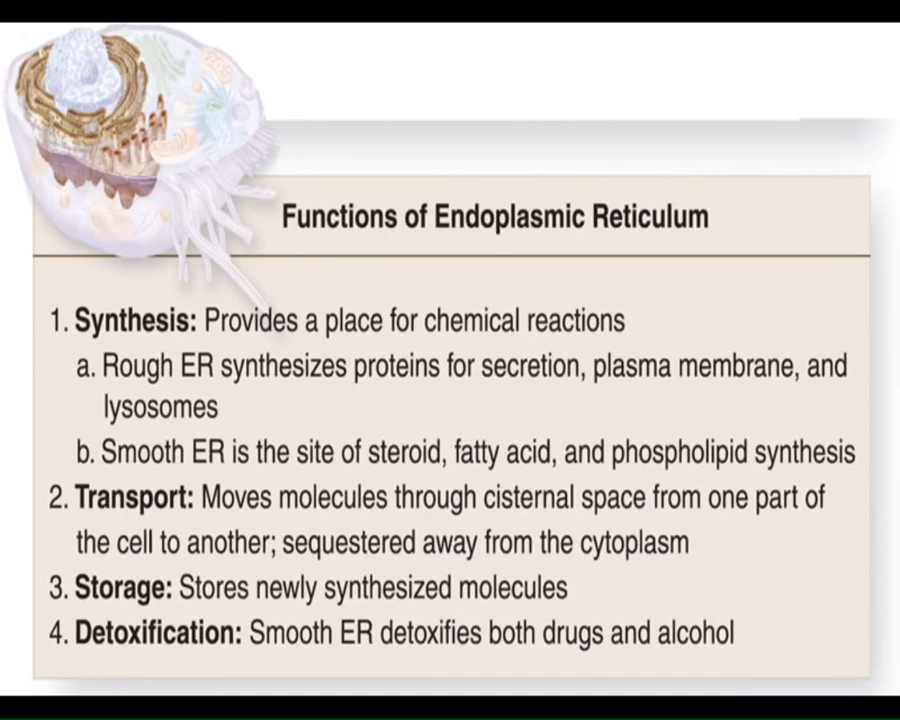 Functions of Endoplasmic Reticulum
1. Synthesis: Provides a place for chemical reactions
a. Rough ER synthesizes proteins for secretion, plasma membrane, and
lysosomes
b. Smooth ER is the site of steroid, fatty acid, and phospholipid synthesis
2. Transport: Moves molecules through cisternal space from one part of
the cell to another; sequestered away from the cytoplasm
3. Storage: Stores newly synthesized molecules
4. Detoxification: Smooth ER detoxifies both drugs and alcohol